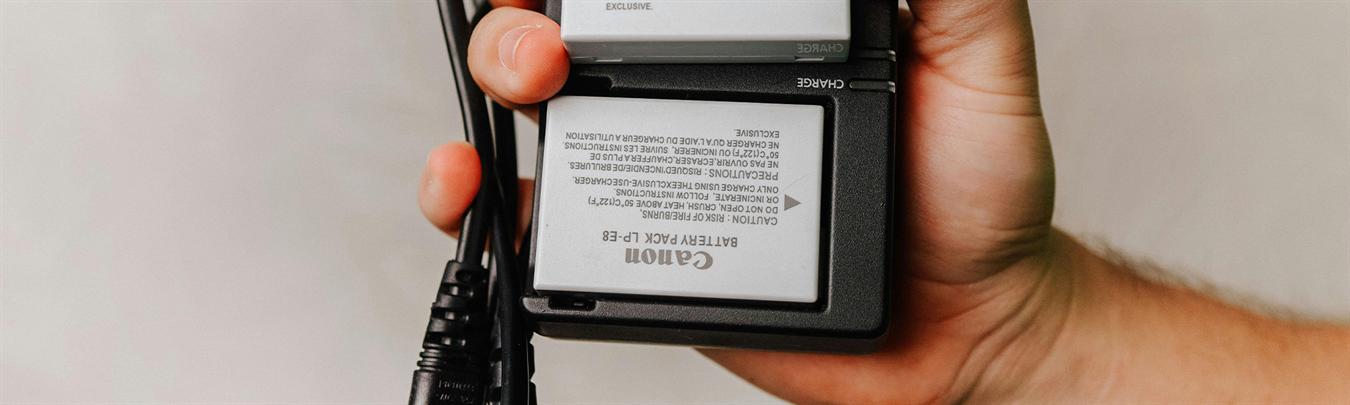 EXCLUSIVE.
CHARGE
CHARGE
Canon
BATTERY PACK LP-E8
CAUTION : RISK OF FIRE/BURNS,
DO NOT OPEN, CRUSH, HEAT ABOVE 50°C(122°F)
OR INCINERATE. FOLLOW INSTRUCTIONS.
ONLY CHARGE USING THEEXCLUSIVE-USECHARGER.
PRECAUTIONS : RISQUED'INCENDIE/DE BRULURES.
NE PAS OUVRIR,ECRASER,CHAUFFER A PLUS DE
50°C(122°F) OU INCINERER. SUIVRE LES INSTRUCTIONS.
NE CHARGER QU'A L'AIDE DU CHARGEUR A UTILISATION
EXCLUSIVE.